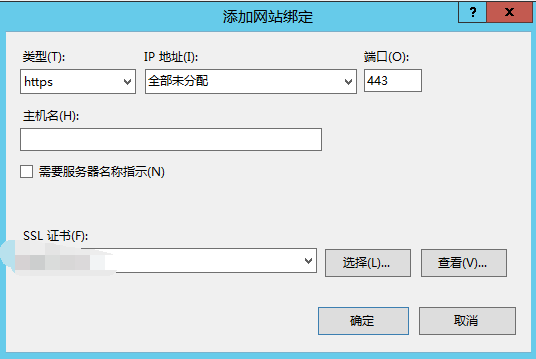 添加网站绑定
? x
类型(T): IP 地址(I): 端口(O):
https 全部未分配 443
主机名(H):
需要服务器名称指示(N)
SSL 证书(F):
选择(L)... 查看(V)...
确定 取消